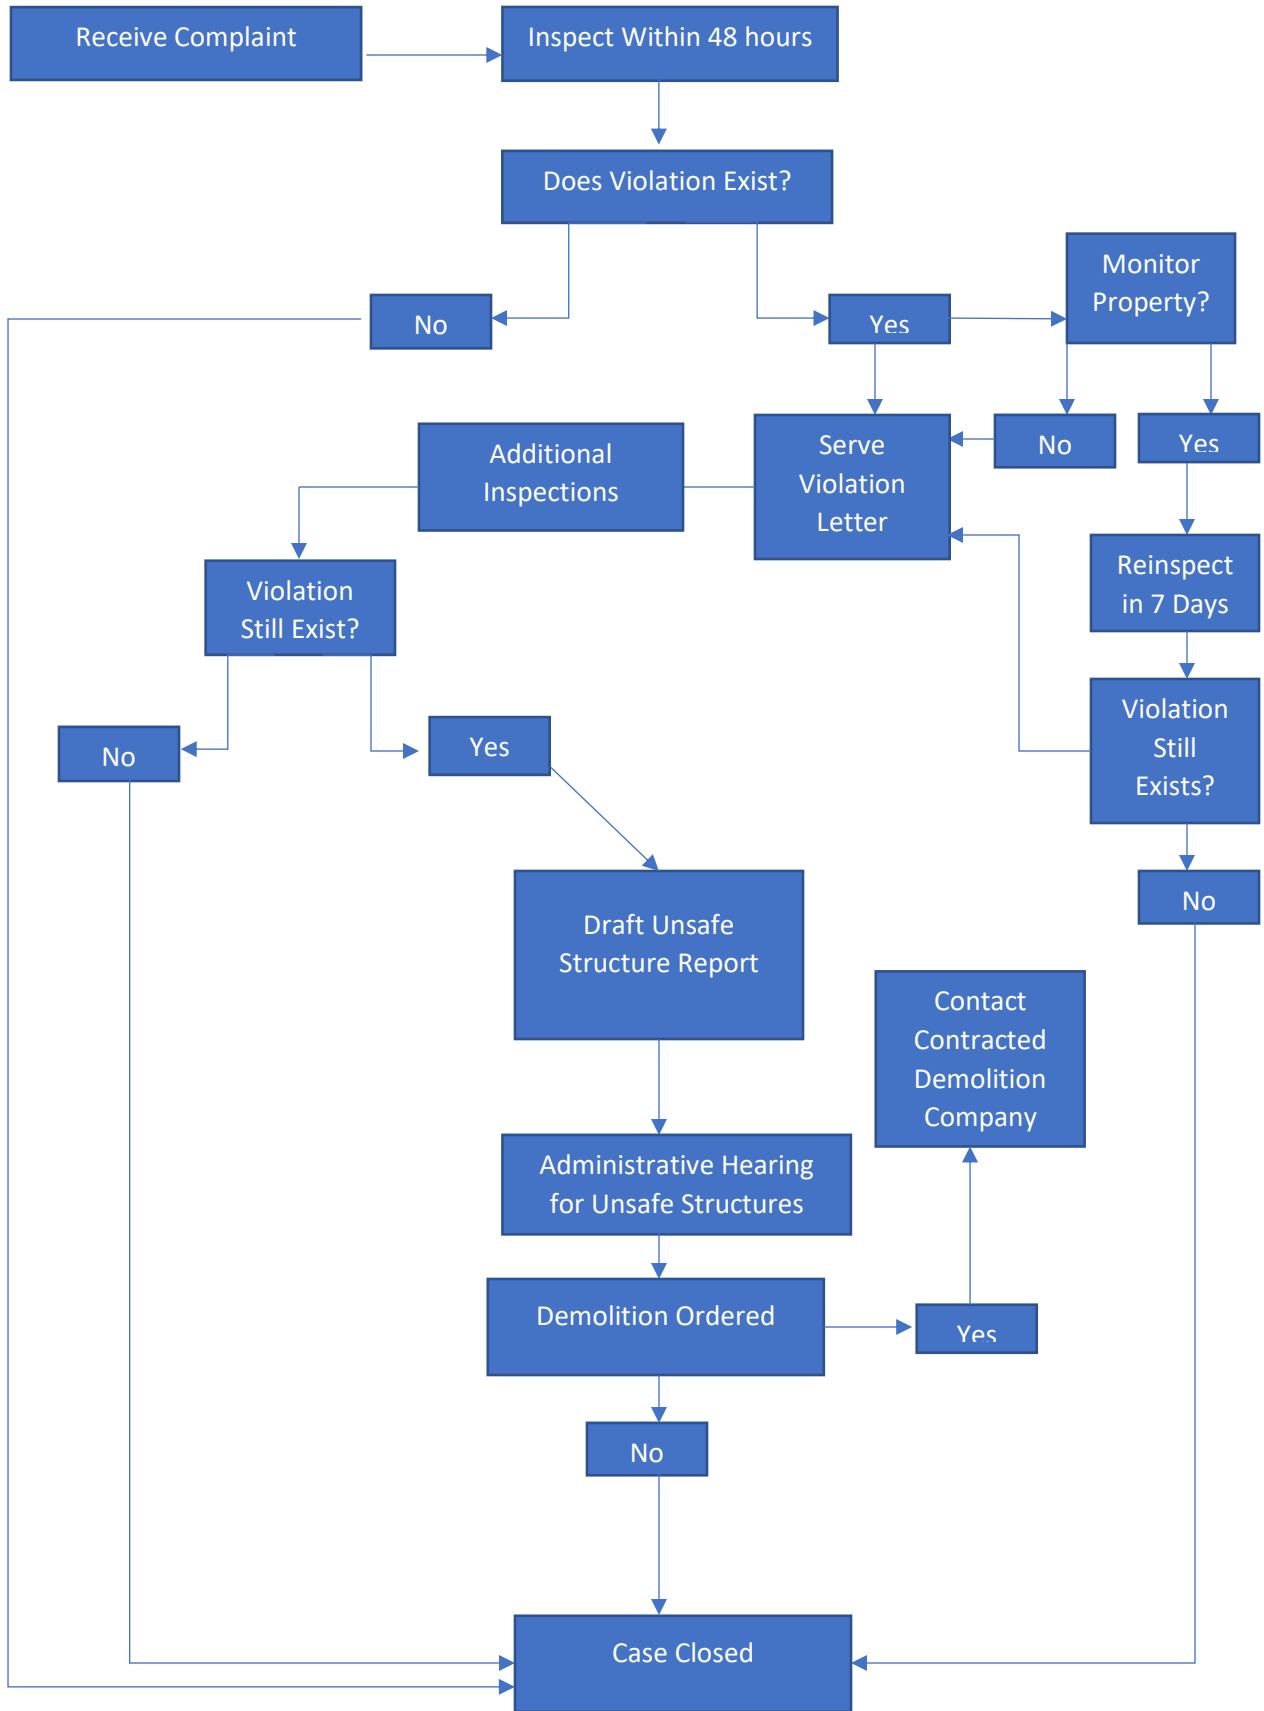 Receive Complaint
Inspect Within 48 hours
Does Violation Exist?
Monitor
Property?
No
Yes
Additional
Inspections
Serve
Violation
Letter
No
Yes
Reinspect
in 7 Days
Violation
Still Exist?
Violation
Still
Exists?
No
Yes
No
Draft Unsafe
Structure Report
Contact
Contracted
Demolition
Company
Administrative Hearing
for Unsafe Structures
Demolition Ordered
Yes
No
Case Closed